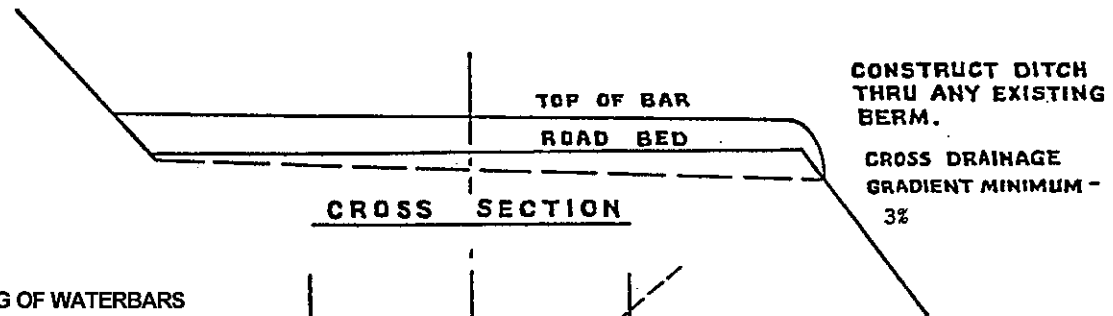 TOP OF BAR
ROAD BED
CROSS SECTION
CONSTRUCT DITCH
THRU ANY EXISTING
BERM.
CROSS DRAINAGE
GRADIENT MINIMUM -
3%
G OF WATERBARS